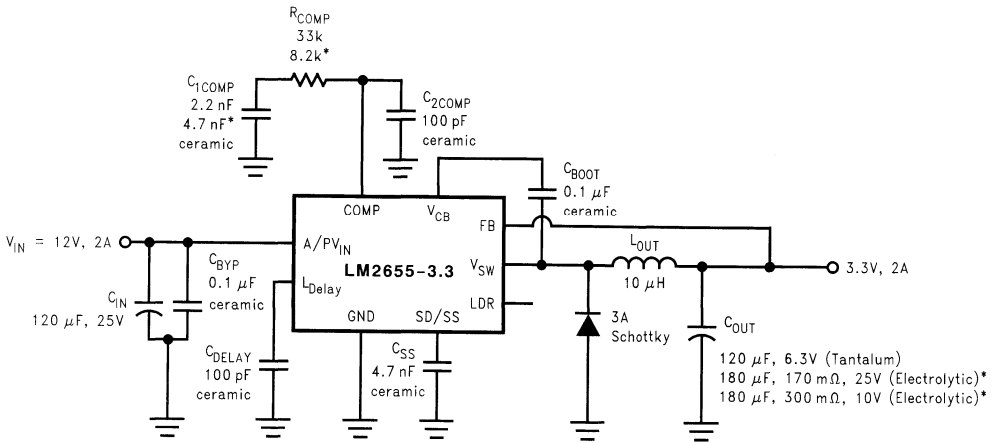 R_COMP
33k
8.2k*
C_1COMP
2.2 nF
4.7 nF*
ceramic
C_2COMP
100 pF
ceramic
C_BOOT
0.1 μF
ceramic
COMP
V_CB
FB
V_IN = 12V, 2A
A/PV_IN
LM2655-3.3
V_SW
L_OUT
10 μH
3.3V, 2A
C_BYP
0.1 μF
ceramic
L_Delay
C_IN
120 μF, 25V
LDR
GND
SD/SS
3A
Schottky
C_OUT
120 μF, 6.3V (Tantalum)
180 μF, 170 mΩ, 25V (Electrolytic)*
180 μF, 300 mΩ, 10V (Electrolytic)*
C_DELAY
100 pF
ceramic
C_SS
4.7 nF
ceramic